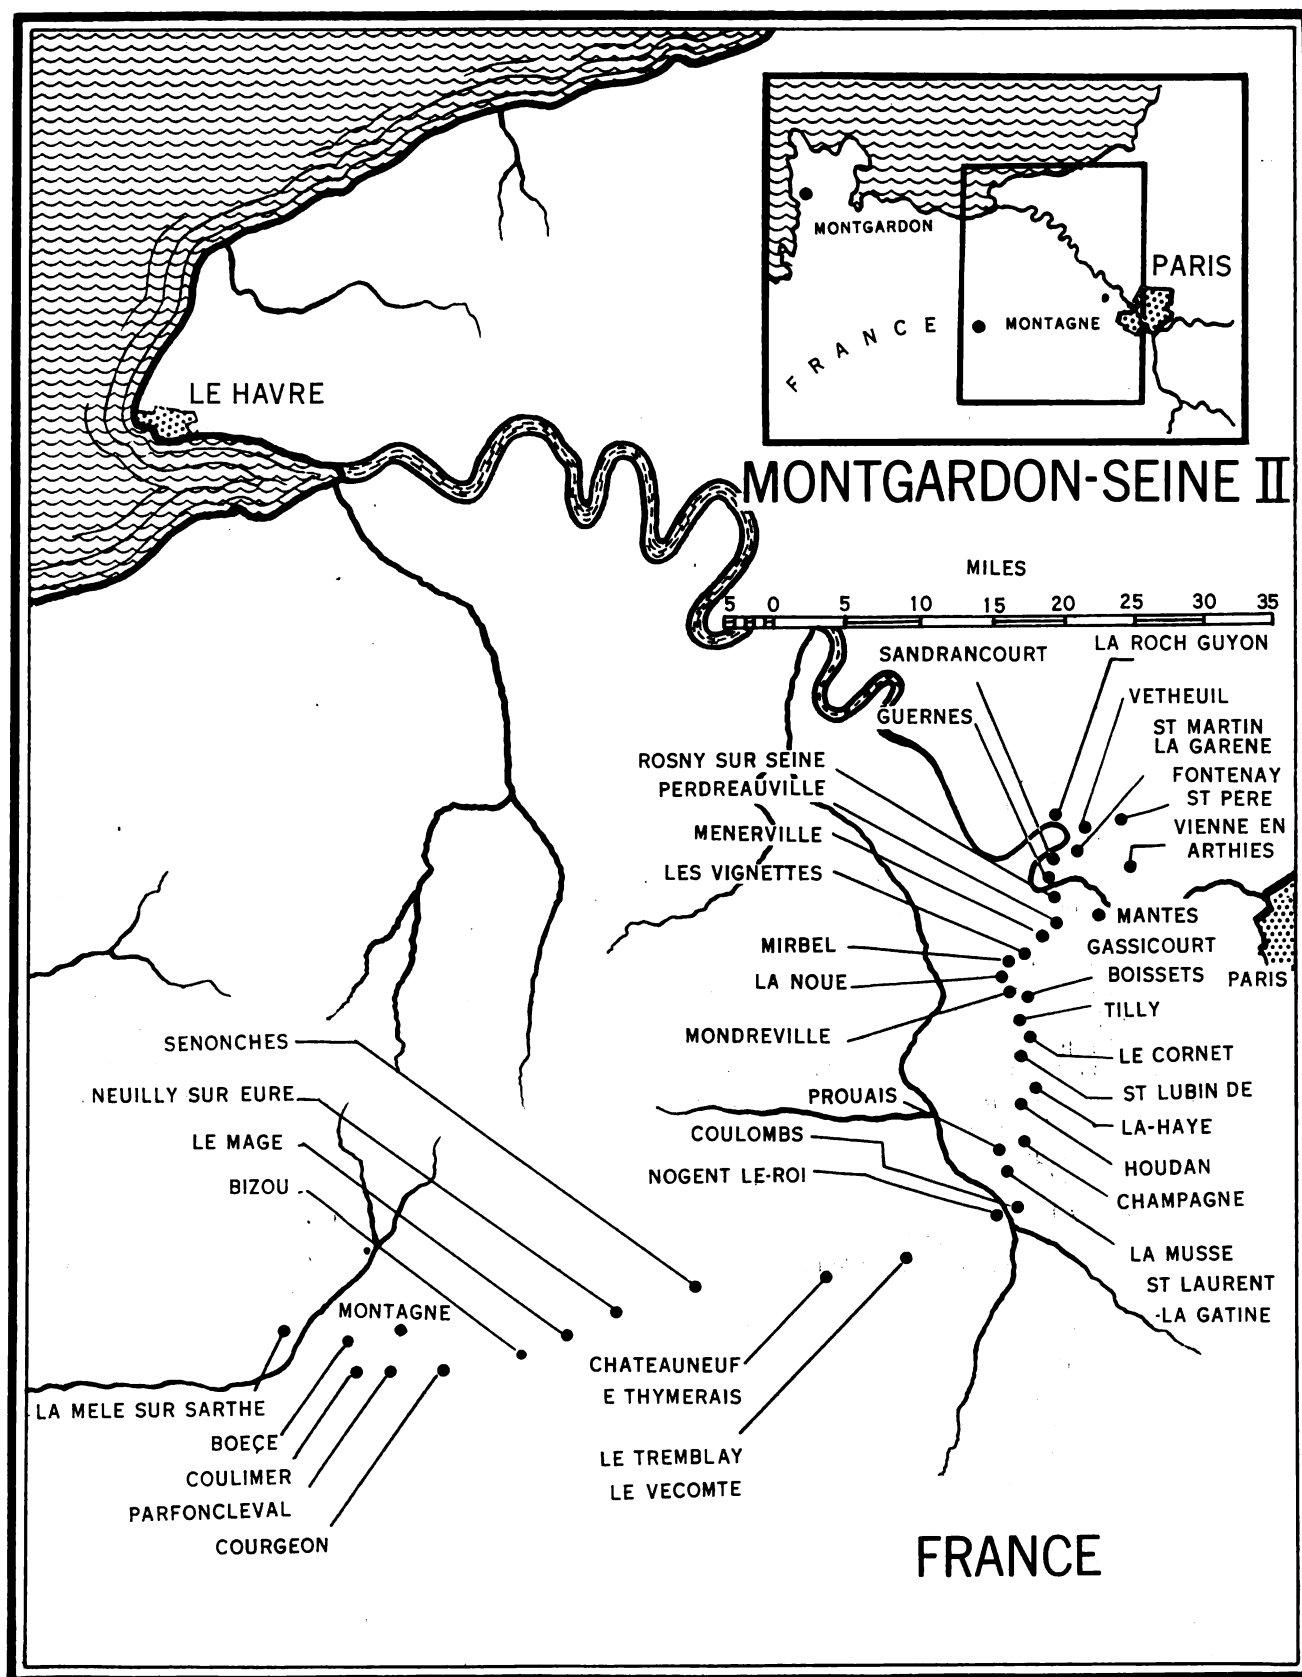 MONTGARDON
PARIS
MONTAGNE
FRANCE
LE HAVRE
MONTGARDON-SEINE II
MILES
5 0 5 10 15 20 25 30 35
LA ROCH GUYON
SANDRANCOURT
VETHEUIL
GUERNES
ST MARTIN
LA GARENE
ROSNY SUR SEINE
FONTENAY
ST PERE
PERDREAUVILLE
VIENNE EN
ARTHIES
MENERVILLE
LES VIGNETTES
MANTES
GASSICOURT
MIRBEL
BOISSETS
PARIS
LA NOUE
TILLY
MONDREVILLE
SENONCHES
LE CORNET
NEUILLY SUR EURE
PROUAIS
ST LUBIN DE
LA-HAYE
LE MAGE
COULOMBS
HOUDAN
BIZOU
NOGENT LE-ROI
CHAMPAGNE
LA MUSSE
ST LAURENT
-LA GATINE
MONTAGNE
CHATEAUNEUF
E THYMERAIS
LA MELE SUR SARTHE
BOEÇE
LE TREMBLAY
LE VECOMTE
COULIMER
PARFONCLEVAL
COURGEON
FRANCE